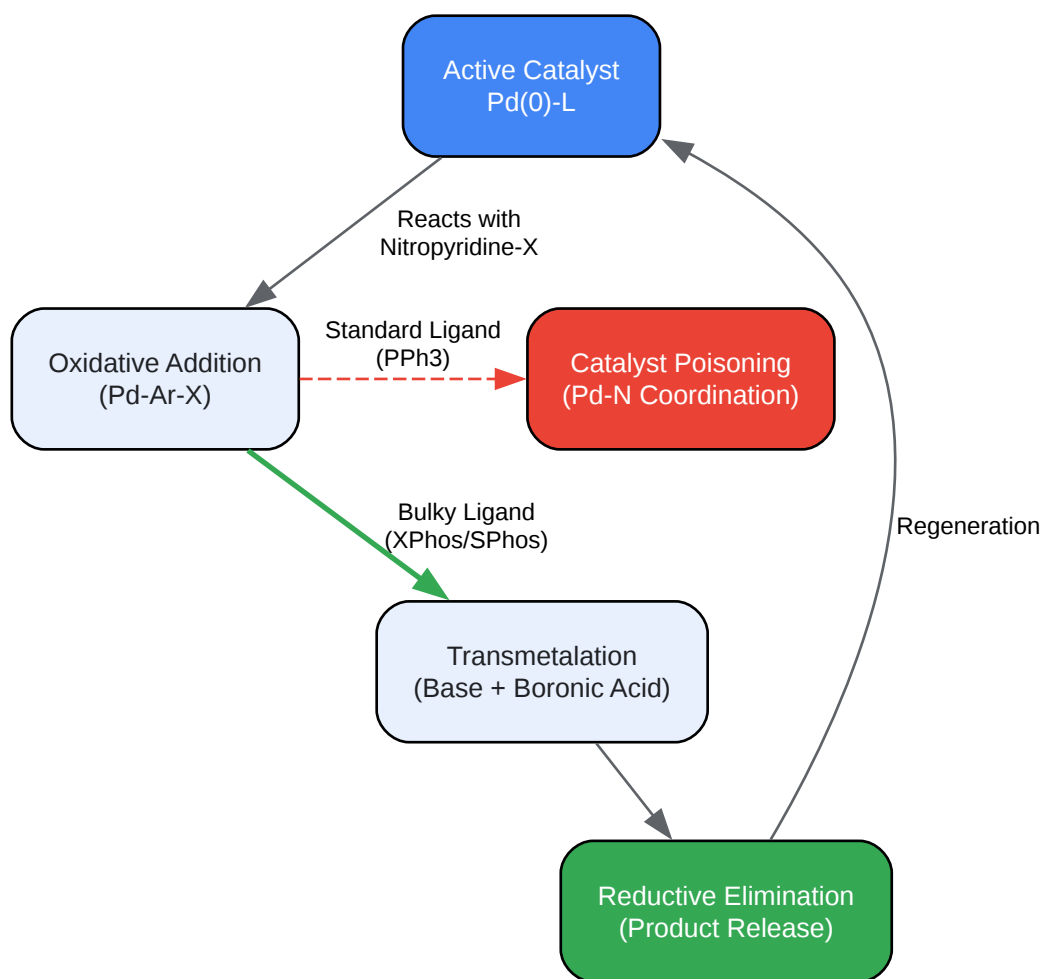 Active Catalyst
Pd(0)-L
Reacts with
Nitropyridine-X
Oxidative Addition
(Pd-Ar-X)
Standard Ligand
(PPh3)
Catalyst Poisoning
(Pd-N Coordination)
Bulky Ligand
(XPhos/SPhos)
Regeneration
Transmetalation
(Base + Boronic Acid)
Reductive Elimination
(Product Release)